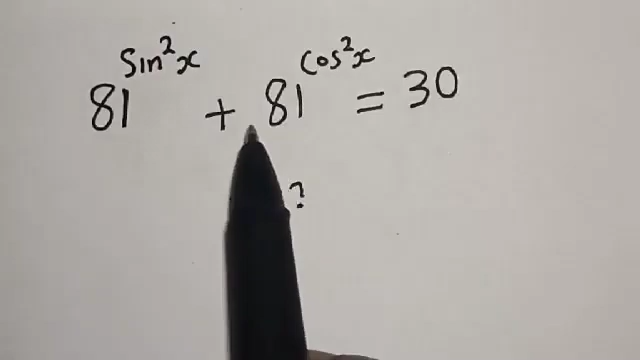 81^Sin²x + 81^Cos²x = 30
?